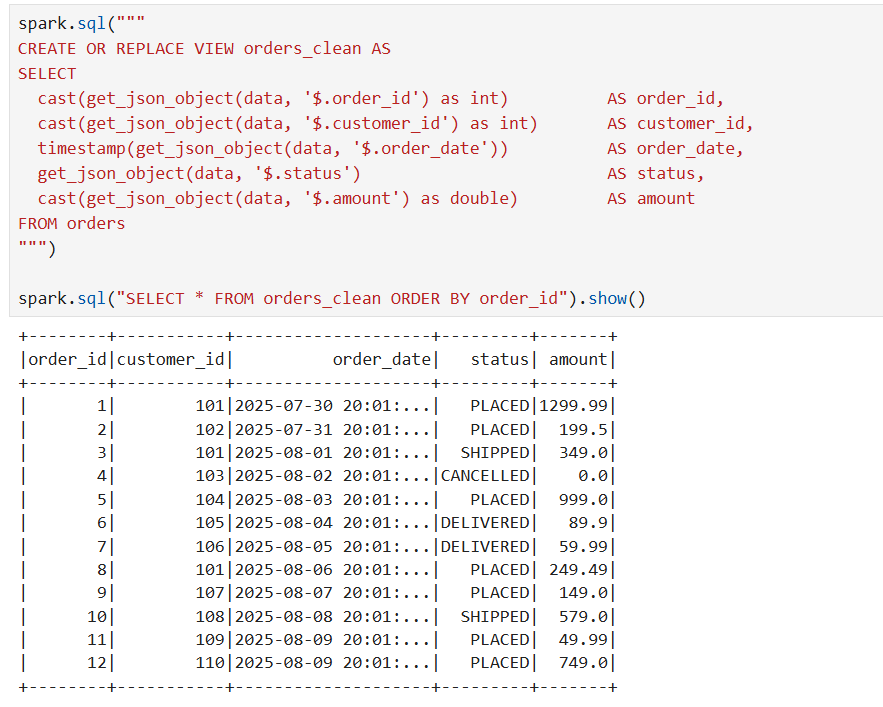 spark.sql("""
CREATE OR REPLACE VIEW orders_clean AS
SELECT
  cast(get_json_object(data, '$.order_id') as int)          AS order_id,
  cast(get_json_object(data, '$.customer_id') as int)       AS customer_id,
  timestamp(get_json_object(data, '$.order_date'))          AS order_date,
  get_json_object(data, '$.status')                         AS status,
  cast(get_json_object(data, '$.amount') as double)         AS amount
FROM orders
""")

spark.sql("SELECT * FROM orders_clean ORDER BY order_id").show()
+--------+-----------+--------------------+---------+-------+
|order_id|customer_id|          order_date|   status| amount|
+--------+-----------+--------------------+---------+-------+
|       1|        101|2025-07-30 20:01:...|   PLACED|1299.99|
|       2|        102|2025-07-31 20:01:...|   PLACED|  199.5|
|       3|        101|2025-08-01 20:01:...|  SHIPPED|  349.0|
|       4|        103|2025-08-02 20:01:...|CANCELLED|    0.0|
|       5|        104|2025-08-03 20:01:...|   PLACED|  999.0|
|       6|        105|2025-08-04 20:01:...|DELIVERED|   89.9|
|       7|        106|2025-08-05 20:01:...|DELIVERED|  59.99|
|       8|        101|2025-08-06 20:01:...|   PLACED| 249.49|
|       9|        107|2025-08-07 20:01:...|   PLACED|  149.0|
|      10|        108|2025-08-08 20:01:...|  SHIPPED|  579.0|
|      11|        109|2025-08-09 20:01:...|   PLACED|  49.99|
|      12|        110|2025-08-09 20:01:...|   PLACED|  749.0|
+--------+-----------+--------------------+---------+-------+